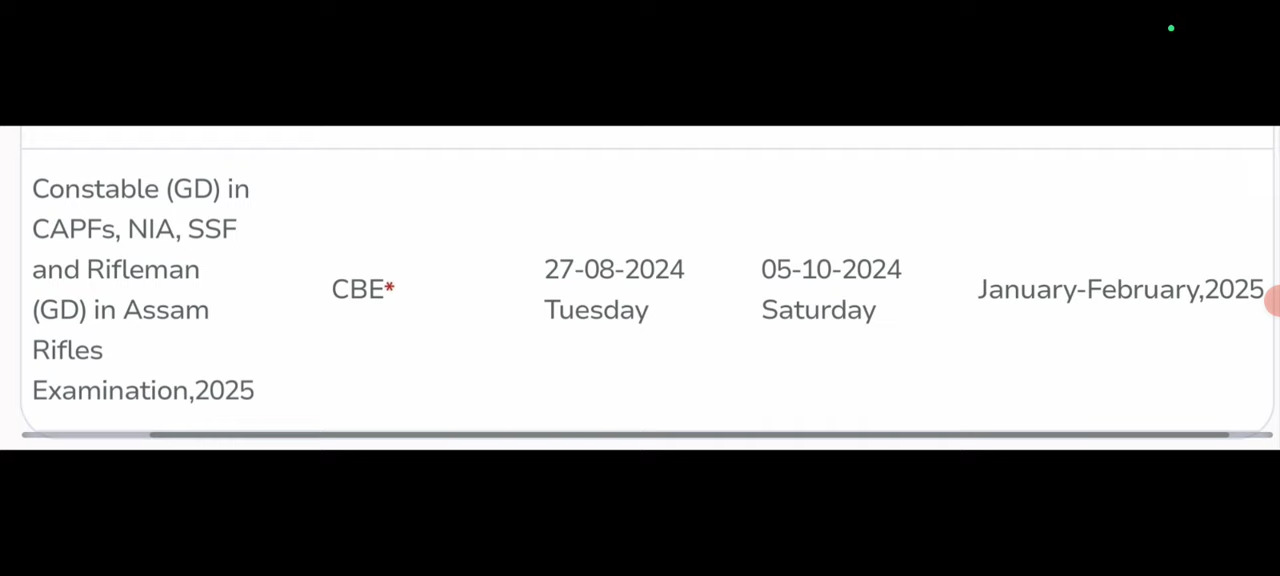 Constable (GD) in
CAPFs, NIA, SSF
and Rifleman
(GD) in Assam
Rifles
Examination,2025
CBE*
27-08-2024
Tuesday
05-10-2024
Saturday
January-February,2025